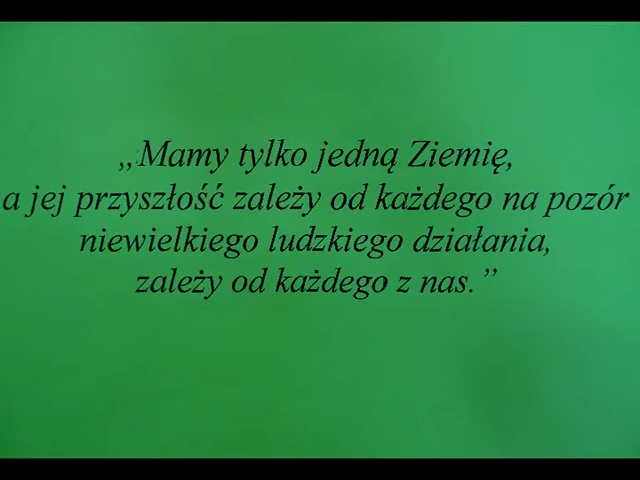 „Mamy tylko jedną Ziemię,
a jej przyszłość zależy od każdego na pozór
niewielkiego ludzkiego działania,
zależy od każdego z nas.”